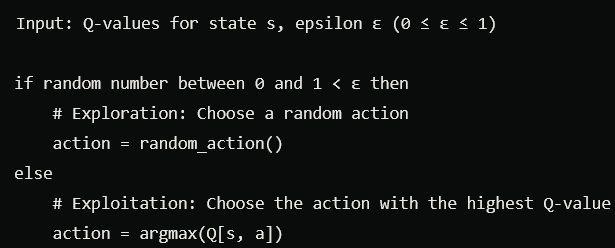 Input: Q-values for state s, epsilon ε (0 ≤ ε ≤ 1)
if random number between 0 and 1 < ε then
# Exploration: Choose a random action
action = random_action()
else
# Exploitation: Choose the action with the highest Q-value
action = argmax(Q[s, a])